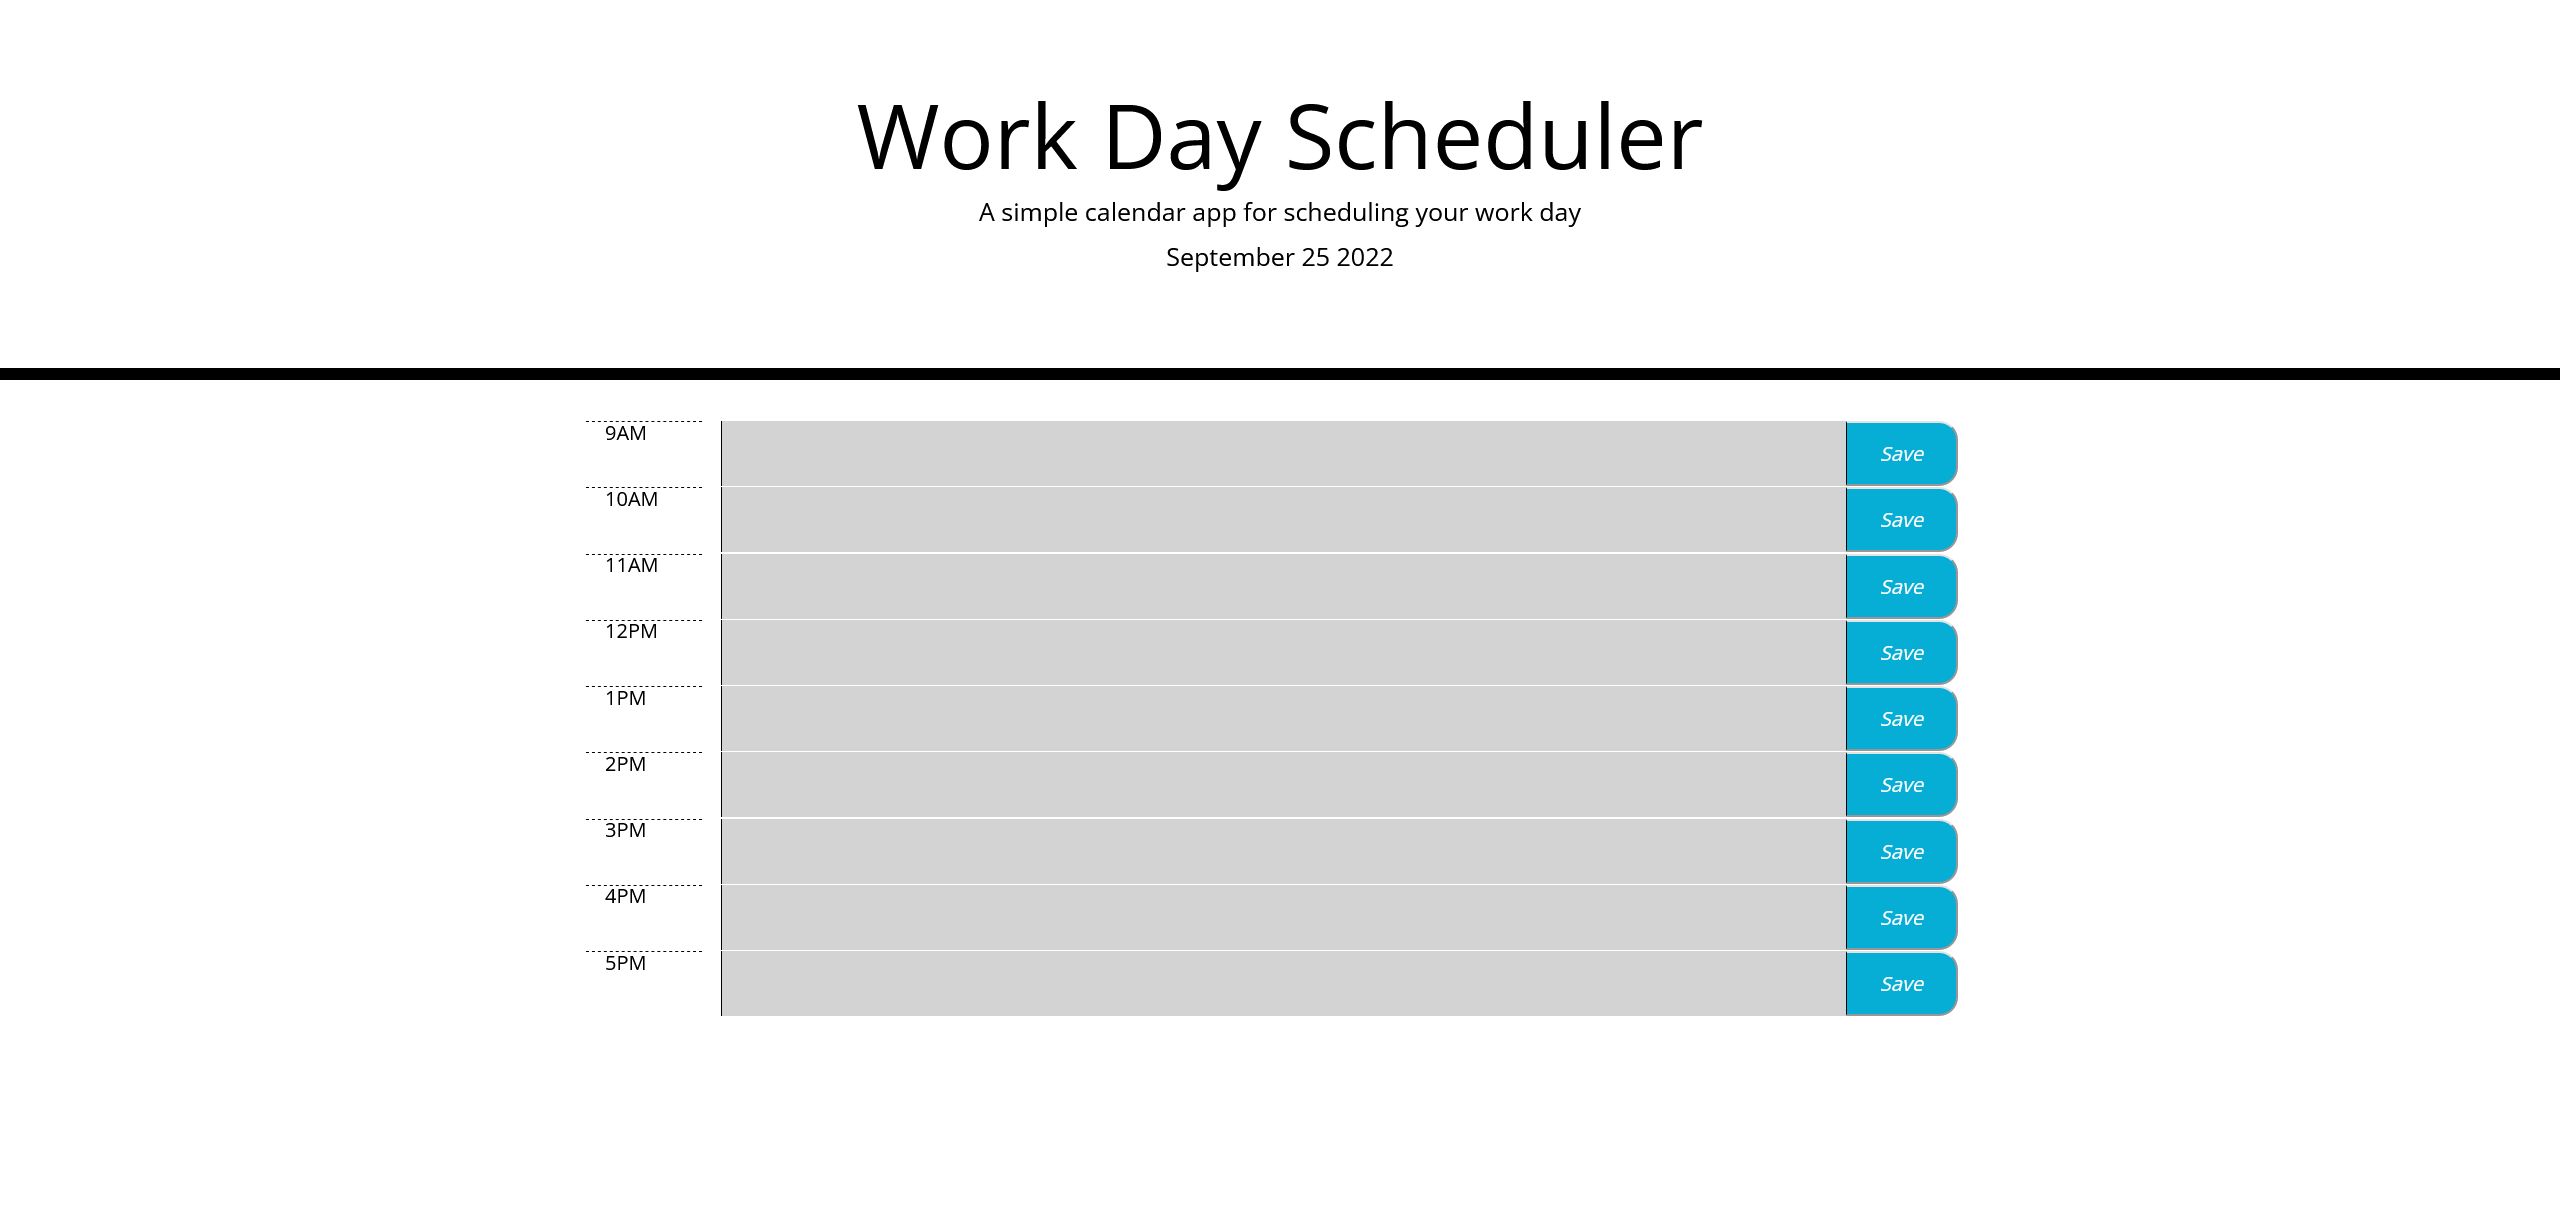 Work Day Scheduler
A simple calendar app for scheduling your work day
September 25 2022
9AM Save
10AM Save
11AM Save
12PM Save
1PM Save
2PM Save
3PM Save
4PM Save
5PM Save